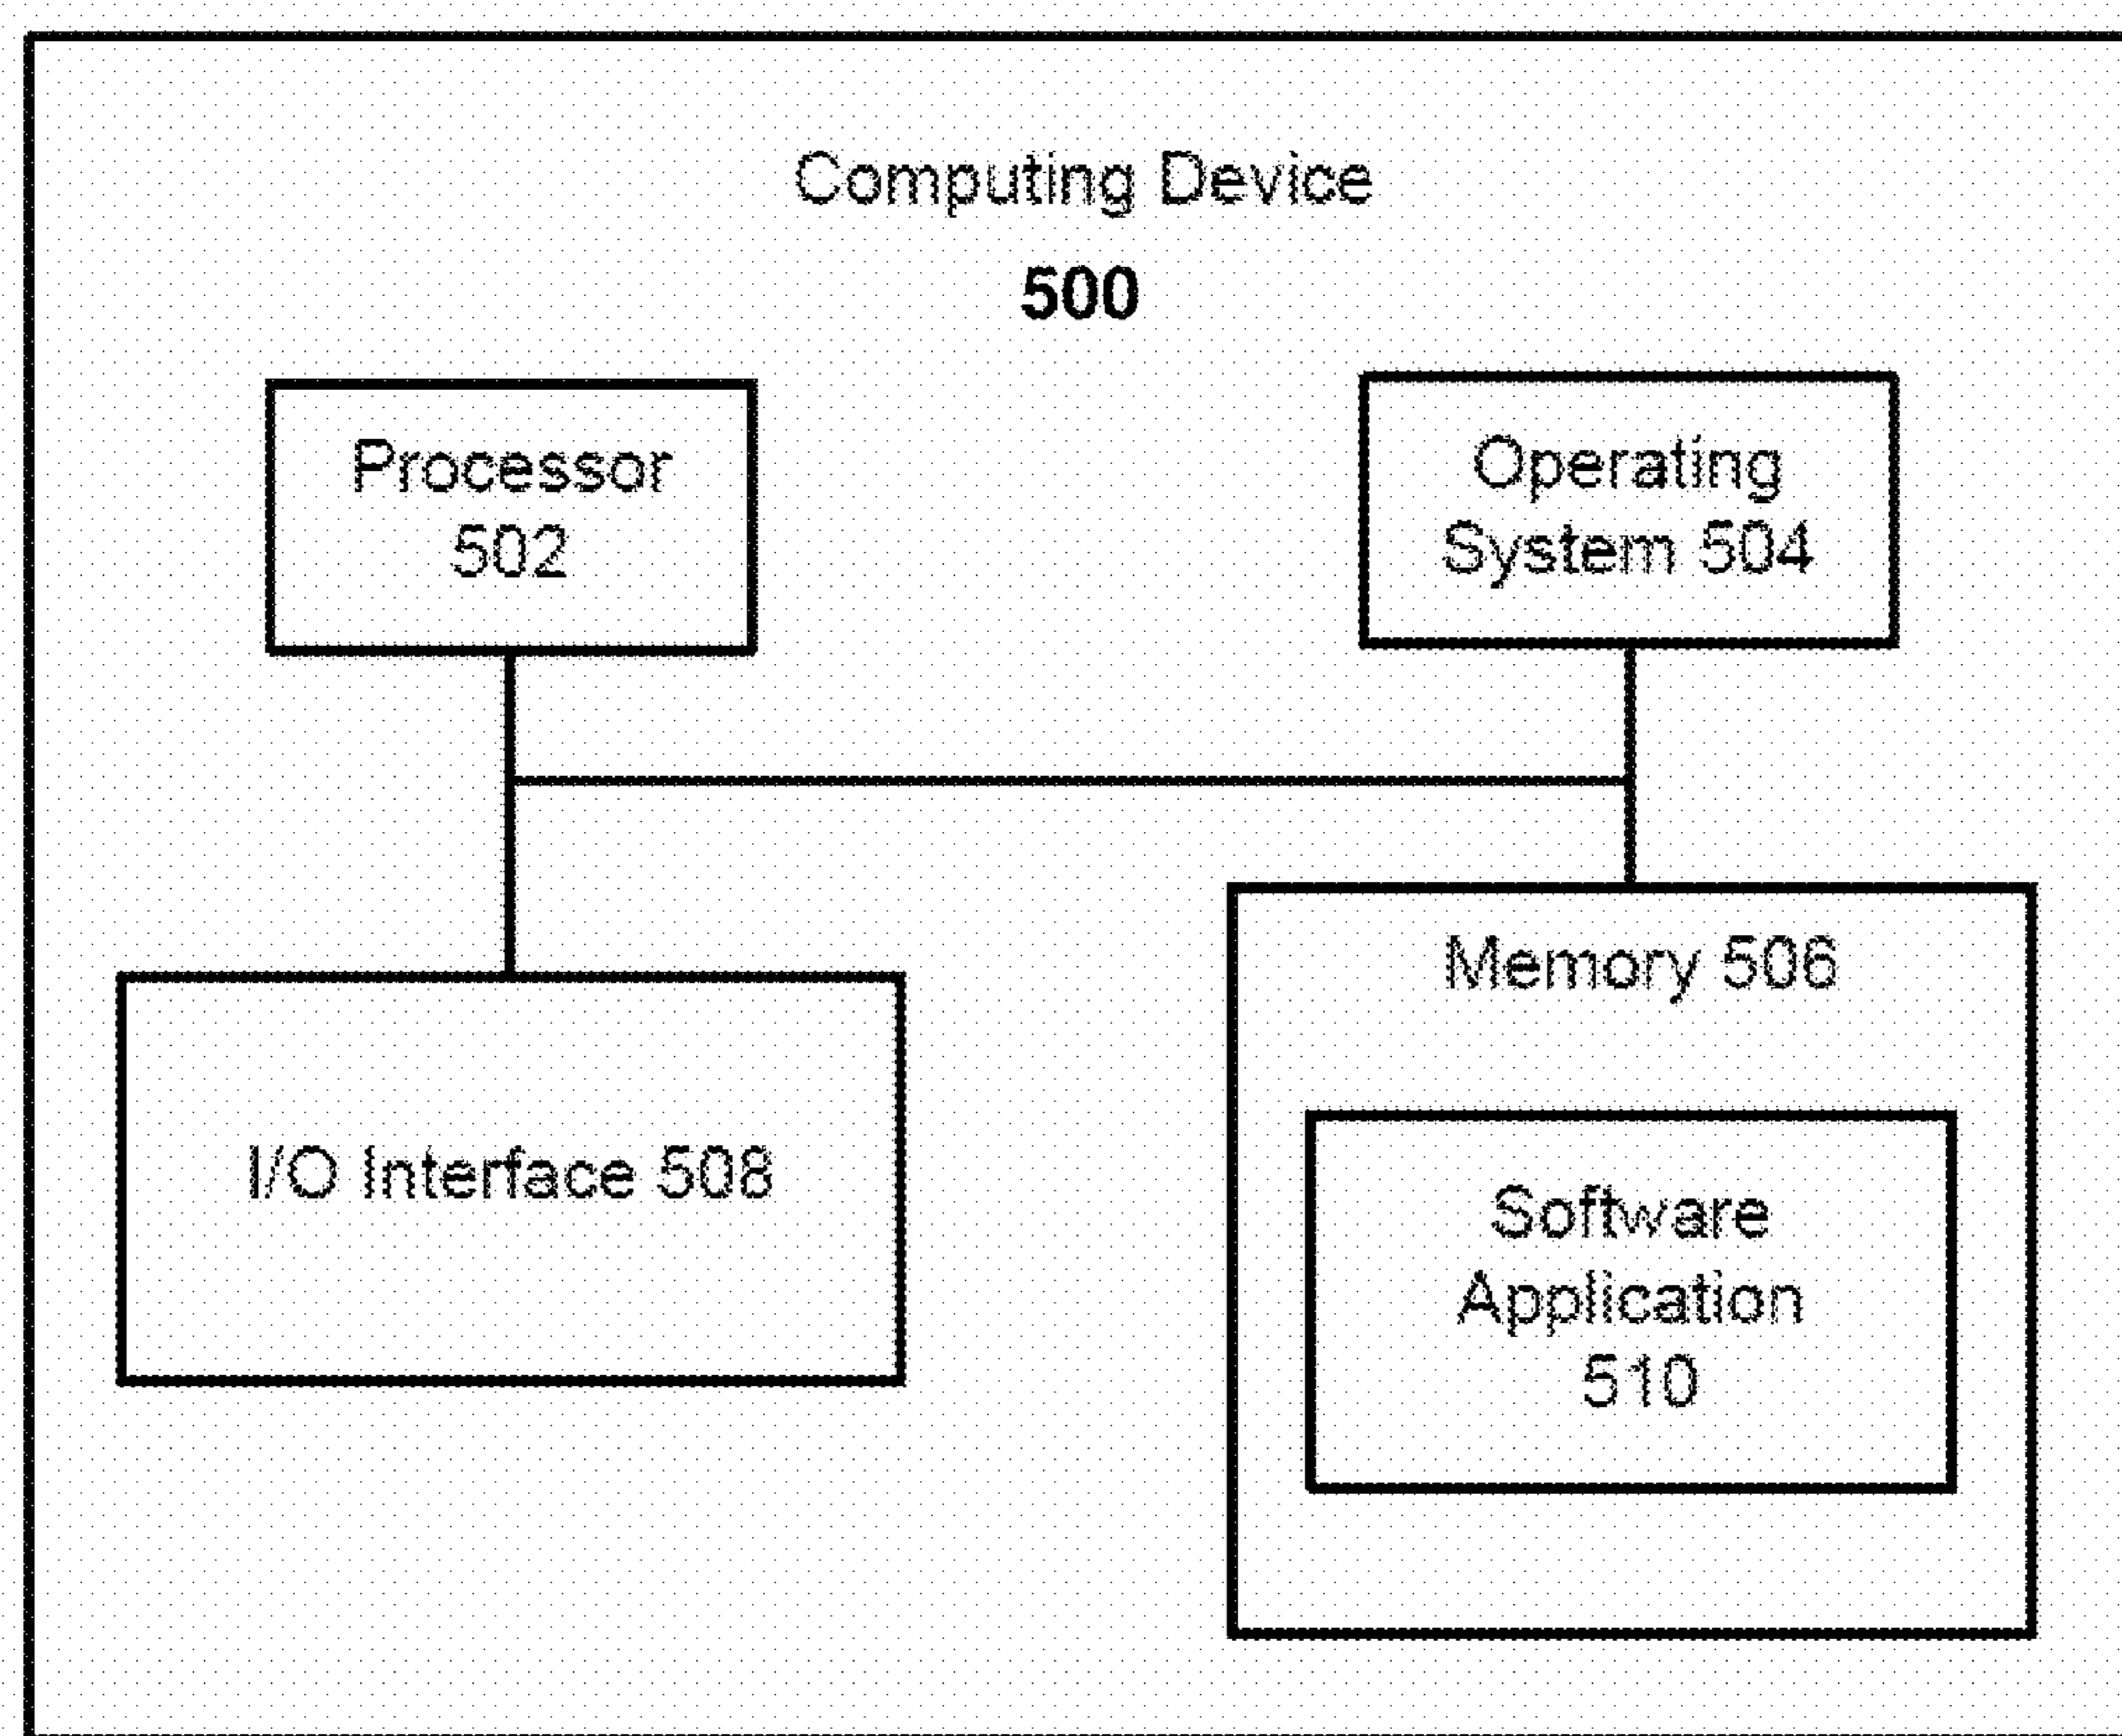 Computing Device
500
Processor
502
Operating
System 504
I/O Interface 508
Memory 506
Software
Application
510